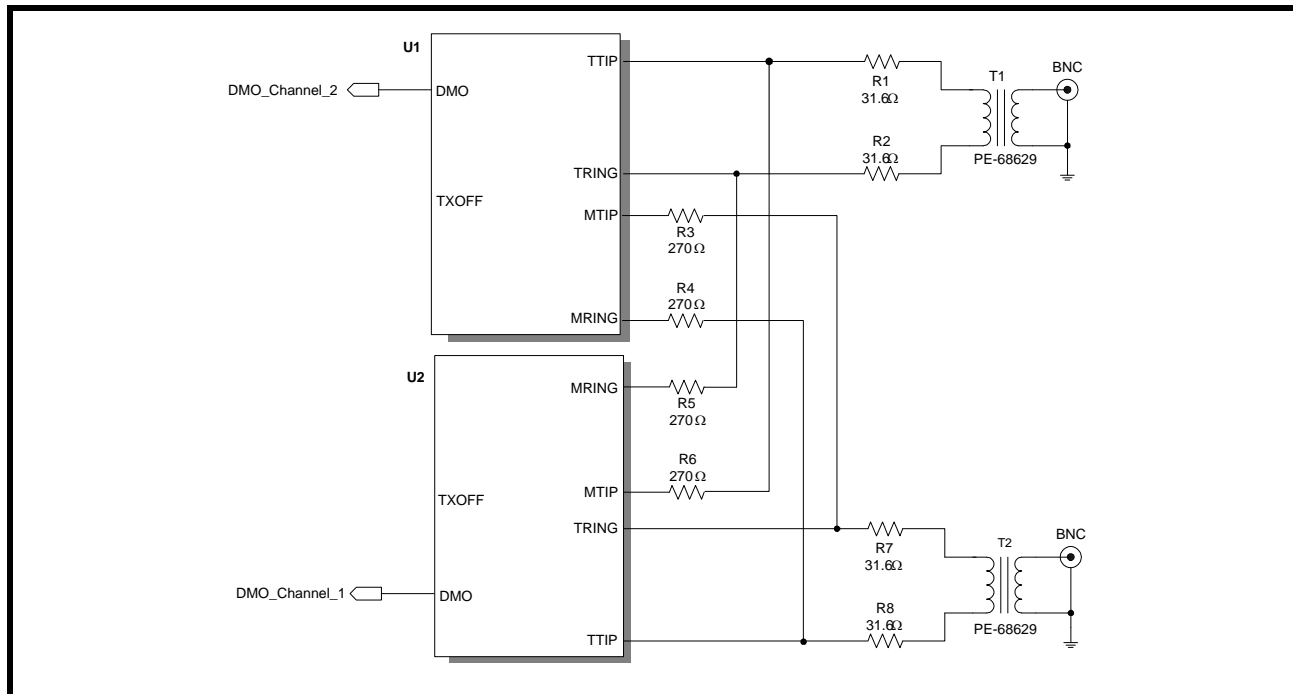 U1
TTIP
DMO_Channel_2
DMO
R1
31.6Ω
T1
BNC
R2
31.6Ω
PE-68629
TRING
TXOFF
MTIP
R3
270Ω
R4
270Ω
MRING
U2
MRING
R5
270Ω
R6
270Ω
MTIP
TXOFF
TRING
R7
31.6Ω
T2
BNC
DMO_Channel_1
DMO
R8
31.6Ω
PE-68629
TTIP